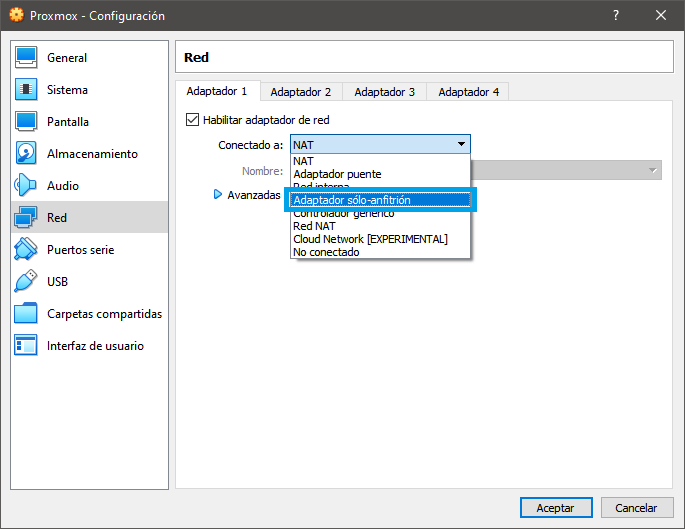 Proxmox - Configuración
?
General
Sistema
Pantalla
Almacenamiento
Audio
Red
Puertos serie
USB
Carpetas compartidas
Interfaz de usuario
Red
Adaptador 1
Adaptador 2
Adaptador 3
Adaptador 4
Habilitar adaptador de red
Conectado a:
NAT
Nombre:
Avanzadas
NAT
Adaptador puente
Red interna
Adaptador sólo-anfitrión
Controlador genérico
Red NAT
Cloud Network [EXPERIMENTAL]
No conectado
Aceptar
Cancelar